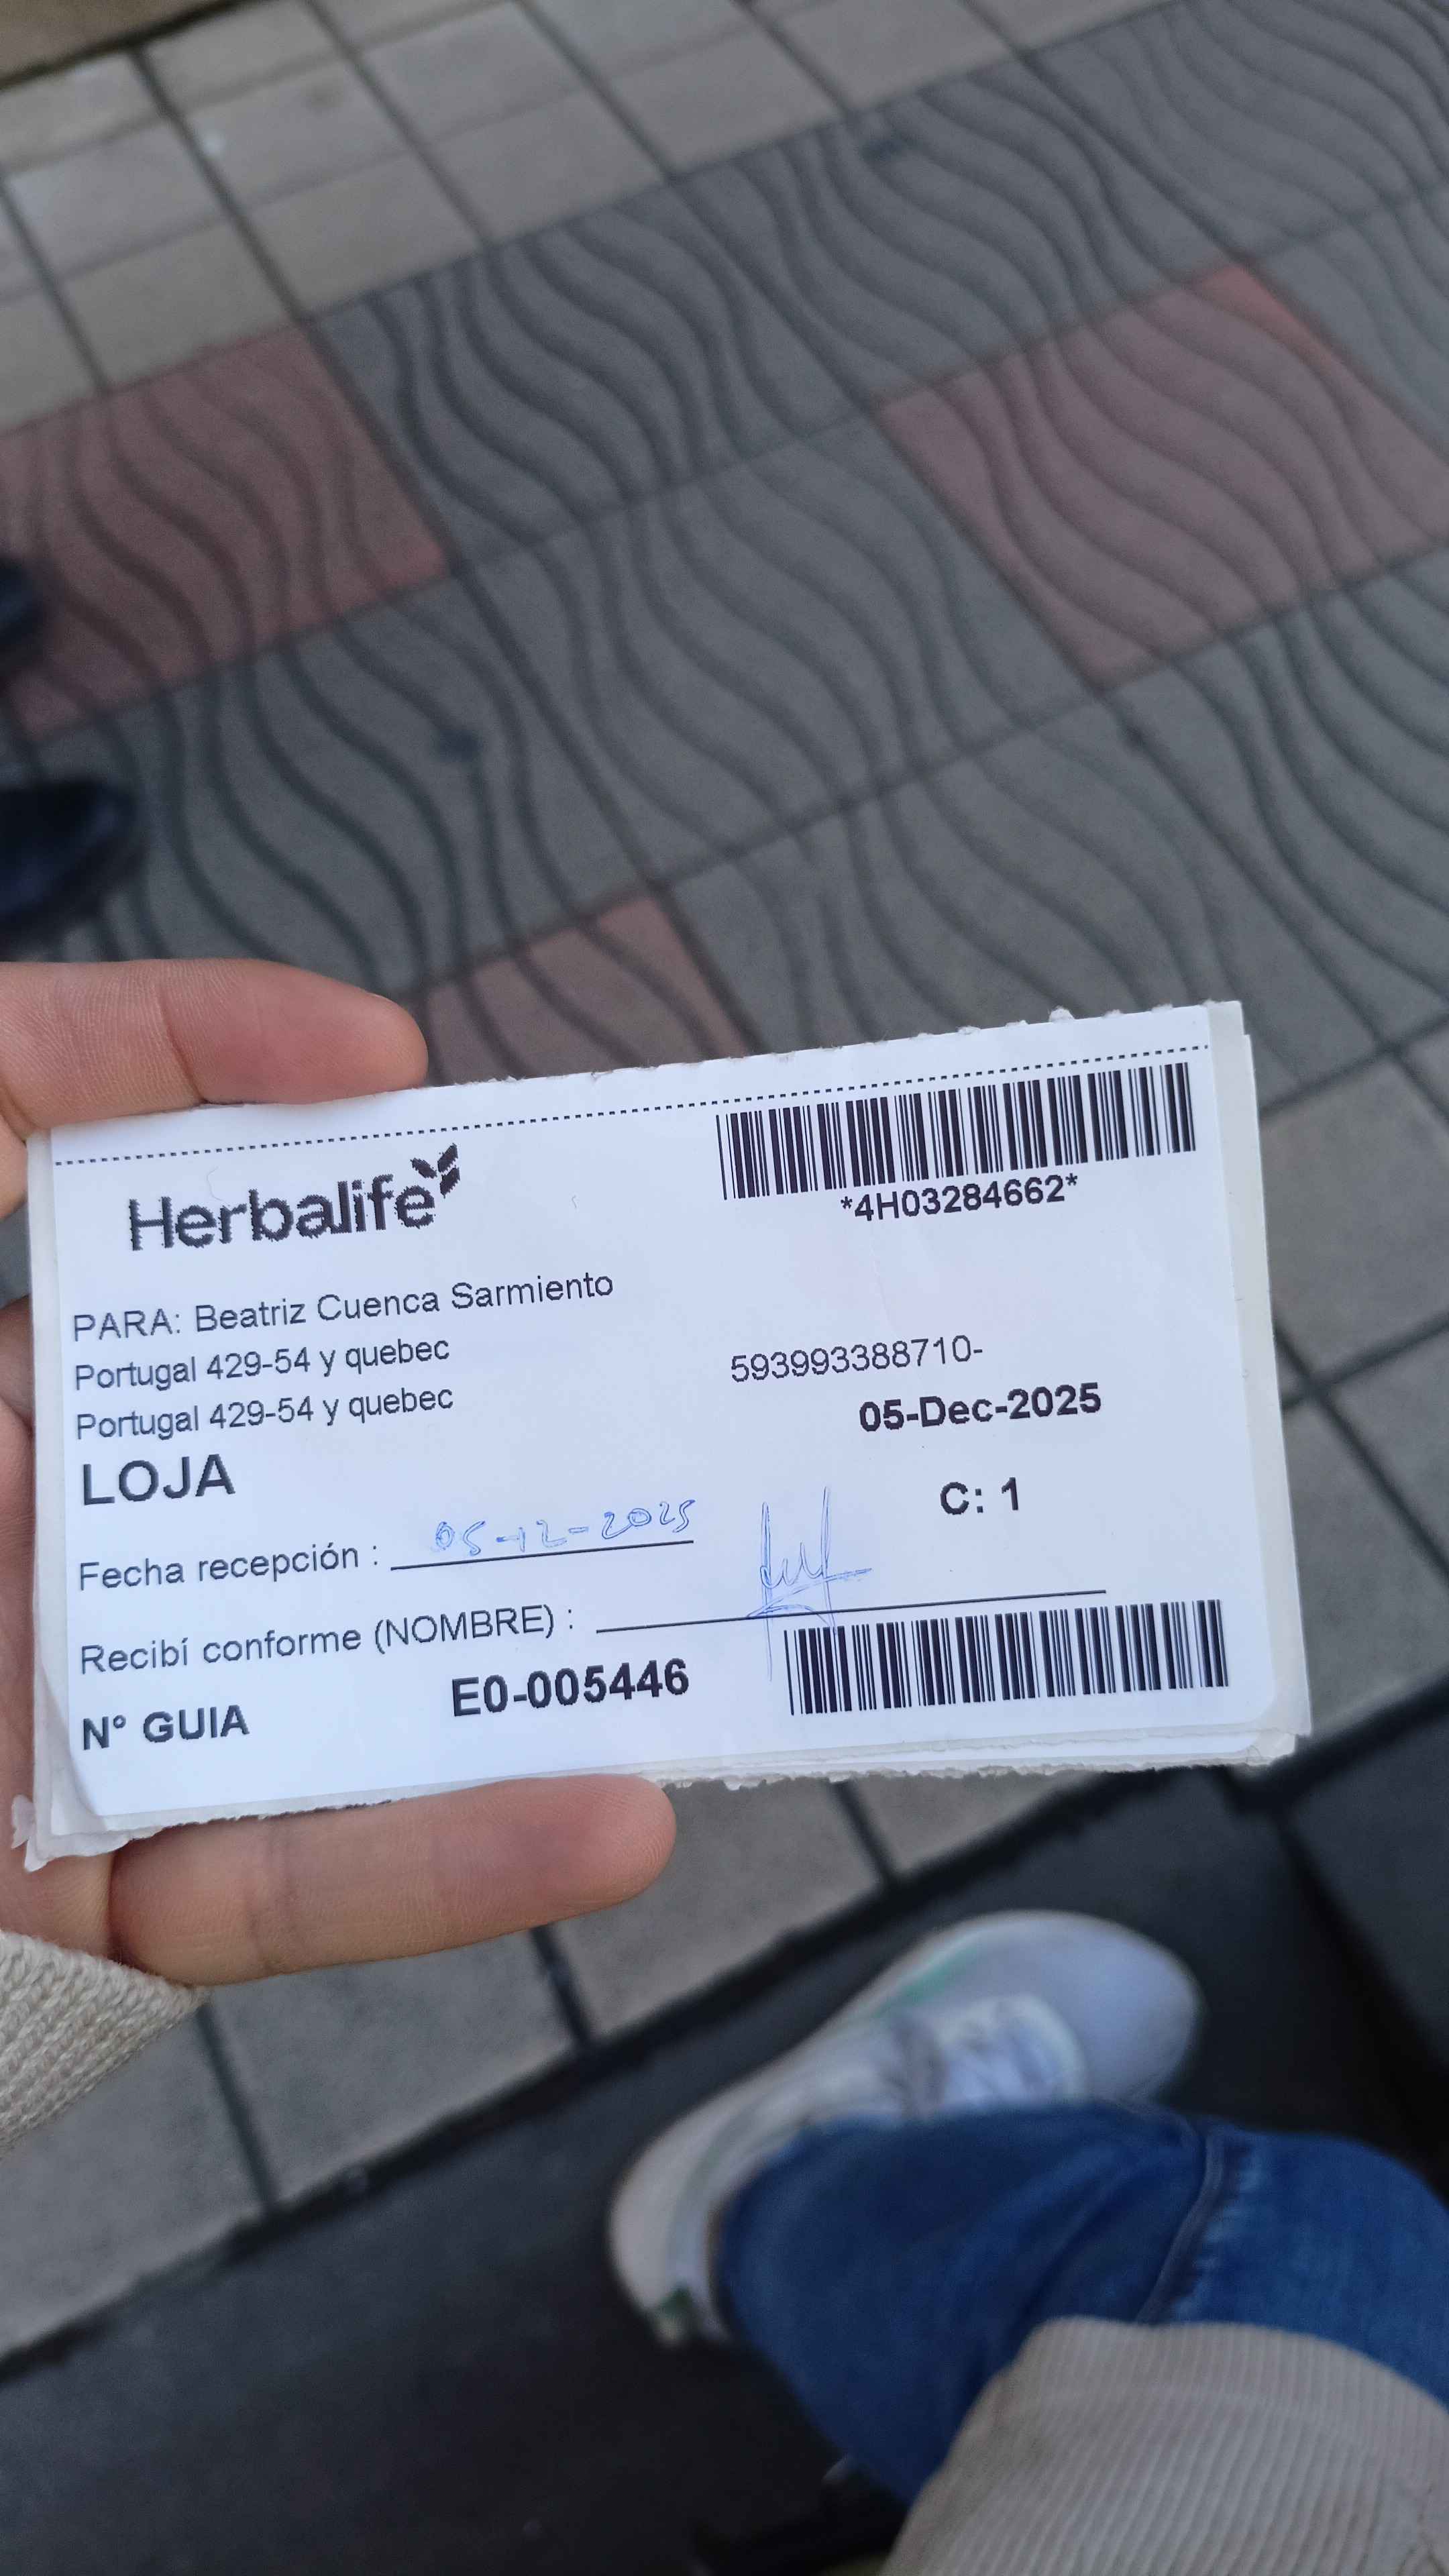 Herbalife
*4H03284662*
PARA: Beatriz Cuenca Sarmiento
Portugal 429-54 y quebec
593993388710-
Portugal 429-54 y quebec
05-Dec-2025
LOJA
C: 1
Fecha recepción : 05-12-2025
Recibí conforme (NOMBRE) :
N° GUIA E0-005446